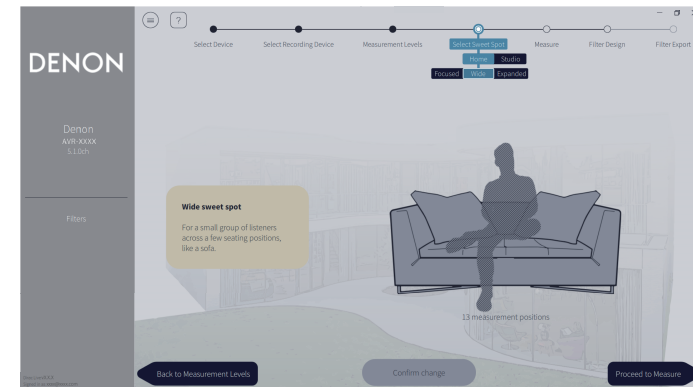 ?
Select Device
Select Recording Device
Measurement Levels
Select Sweet Spot
Measure
Filter Design
Filter Export
Home
Studio
Focused
Wide
Expanded
DENON
Denon
AVR-XXXX
5.1.0ch
Filters
Wide sweet spot
For a small group of listeners
across a few seating positions,
like a sofa.
13 measurement positions
Back to Measurement Levels
Confirm change
Proceed to Measure